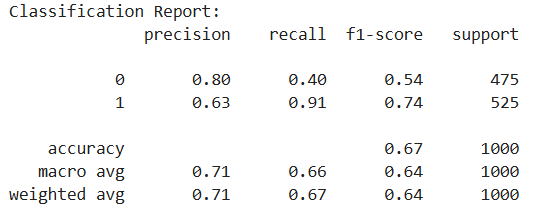 Classification Report:
precision recall f1-score support
0 0.80 0.40 0.54 475
1 0.63 0.91 0.74 525
accuracy 0.67 1000
macro avg 0.71 0.66 0.64 1000
weighted avg 0.71 0.67 0.64 1000